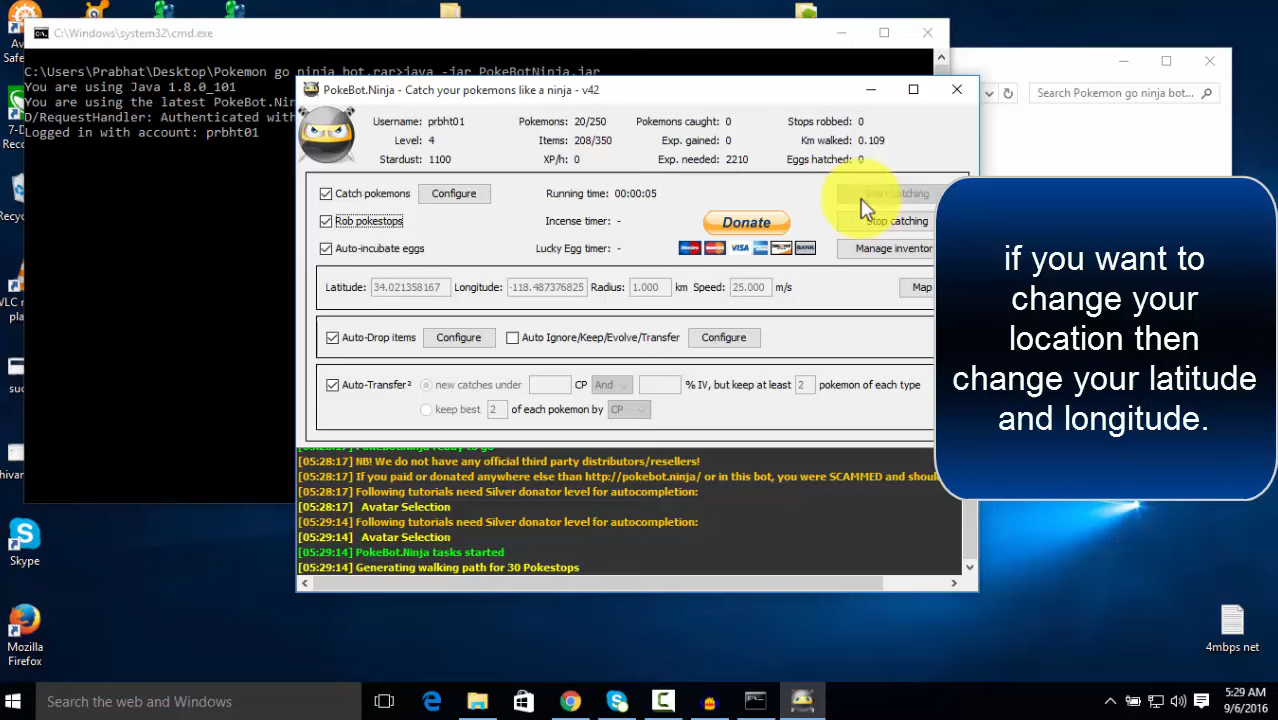 C:\Windows\system32\cmd.exe
C:\Users\Prabhat\Desktop\Pokemon go ninja bot.rar>java -jar PokeBotNinja.jar
You are using Java 1.8.0_101
You are using the latest PokeBot.Nin
D/RequestHandler: Authenticated with
Logged in with account: prbht01
Search Pokemon go ninja bot...
PokeBot.Ninja - Catch your pokemons like a ninja - v42
Username: prbht01 Pokemons: 20/250 Pokemons caught: 0 Stops robbed: 0
Level: 4 Items: 208/350 Exp. gained: 0 Km walked: 0.109
Stardust: 1100 XP/h: 0 Exp. needed: 2210 Eggs hatched: 0
Catch pokemons Configure Running time: 00:00:05 Start catching
Rob pokestops Incense timer: - Donate Stop catching
Auto-incubate eggs Lucky Egg timer: - VISA BANK Manage inventor
Latitude: 34.021358167 Longitude: -118.487376825 Radius: 1.000 km Speed: 25.000 m/s Map
Auto-Drop items Configure Auto Ignore/Keep/Evolve/Transfer Configure
Auto-Transfer² new catches under CP And % IV, but keep at least 2 pokemon of each type
keep best 2 of each pokemon by CP
PokeBot.Ninja ready to go
[05:28:17] NB! We do not have any official third party distributors/resellers!
[05:28:17] If you paid or donated anywhere else than http://pokebot.ninja/ or in this bot, you were SCAMMED and shoul
[05:28:17] Following tutorials need Silver donator level for autocompletion:
[05:28:17] Avatar Selection
[05:29:14] Following tutorials need Silver donator level for autocompletion:
[05:29:14] Avatar Selection
[05:29:14] PokeBot.Ninja tasks started
[05:29:14] Generating walking path for 30 Pokestops
if you want to
change your
location then
change your latitude
and longitude.
Skype
Mozilla
Firefox
4mbps net
Search the web and Windows
5:29 AM
9/6/2016